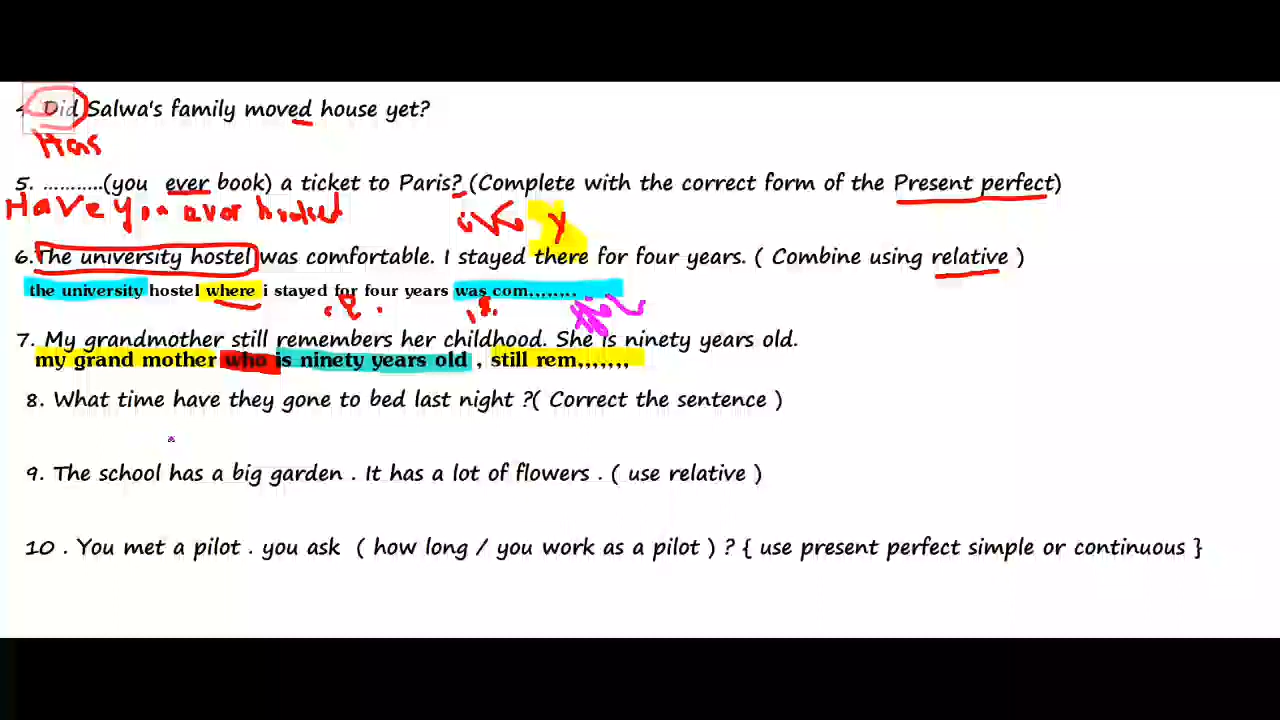 4. Did Salwa's family moved house yet?
Has
5. ...........(you ever book) a ticket to Paris? (Complete with the correct form of the Present perfect)
Have you ever booked
6.The university hostel was comfortable. I stayed there for four years. ( Combine using relative )
the university hostel where i stayed for four years was com,,,,,,,,
7. My grandmother still remembers her childhood. She is ninety years old.
my grand mother who is ninety years old , still rem,,,,,,,
8. What time have they gone to bed last night ?( Correct the sentence )
9. The school has a big garden . It has a lot of flowers . ( use relative )
10 . You met a pilot . you ask ( how long / you work as a pilot ) ? { use present perfect simple or continuous }